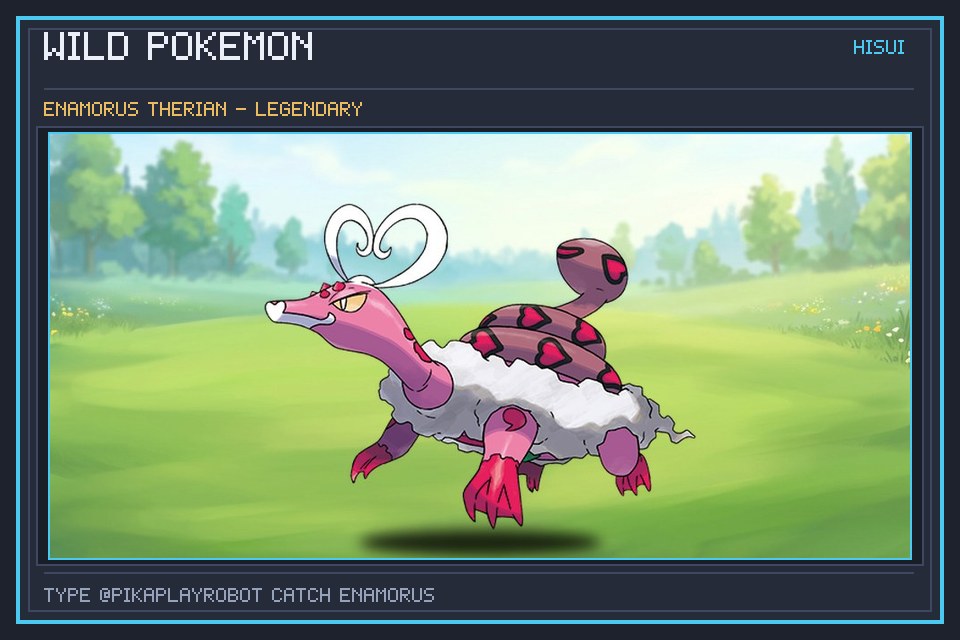 WILD POKEMON
HISUI
ENAMORUS THERIAN - LEGENDARY
TYPE @PIKAPLAYROBOT CATCH ENAMORUS